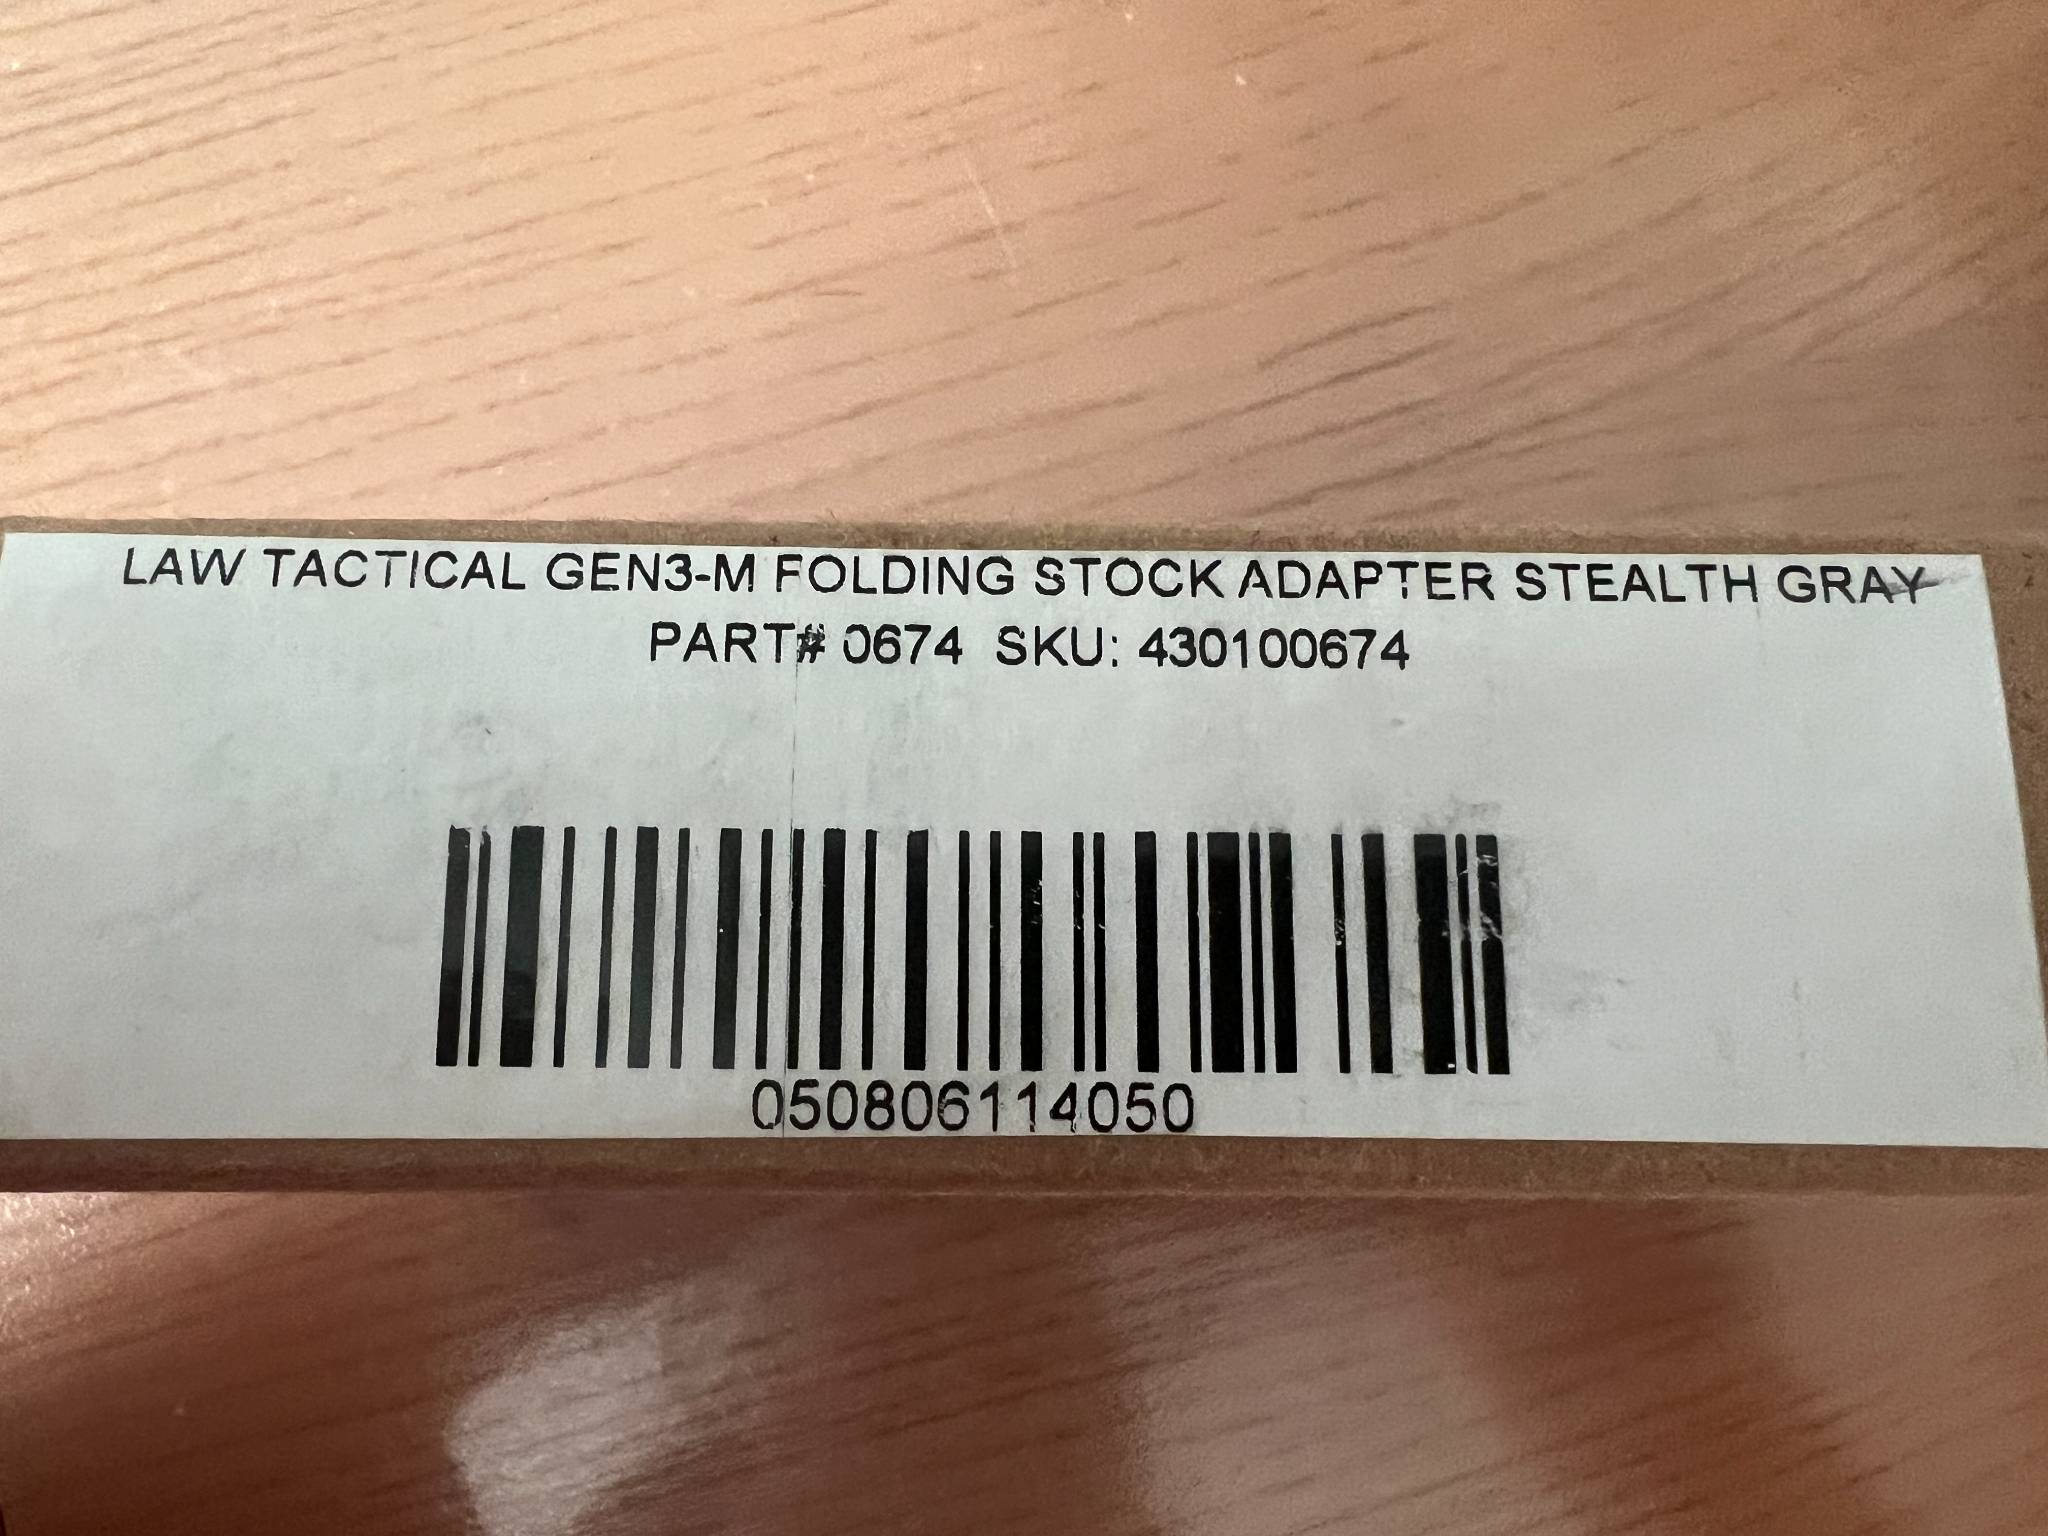 LAW TACTICAL GEN3-M FOLDING STOCK ADAPTER STEALTH GRAY
PART# 0674 SKU: 430100674
050806114050